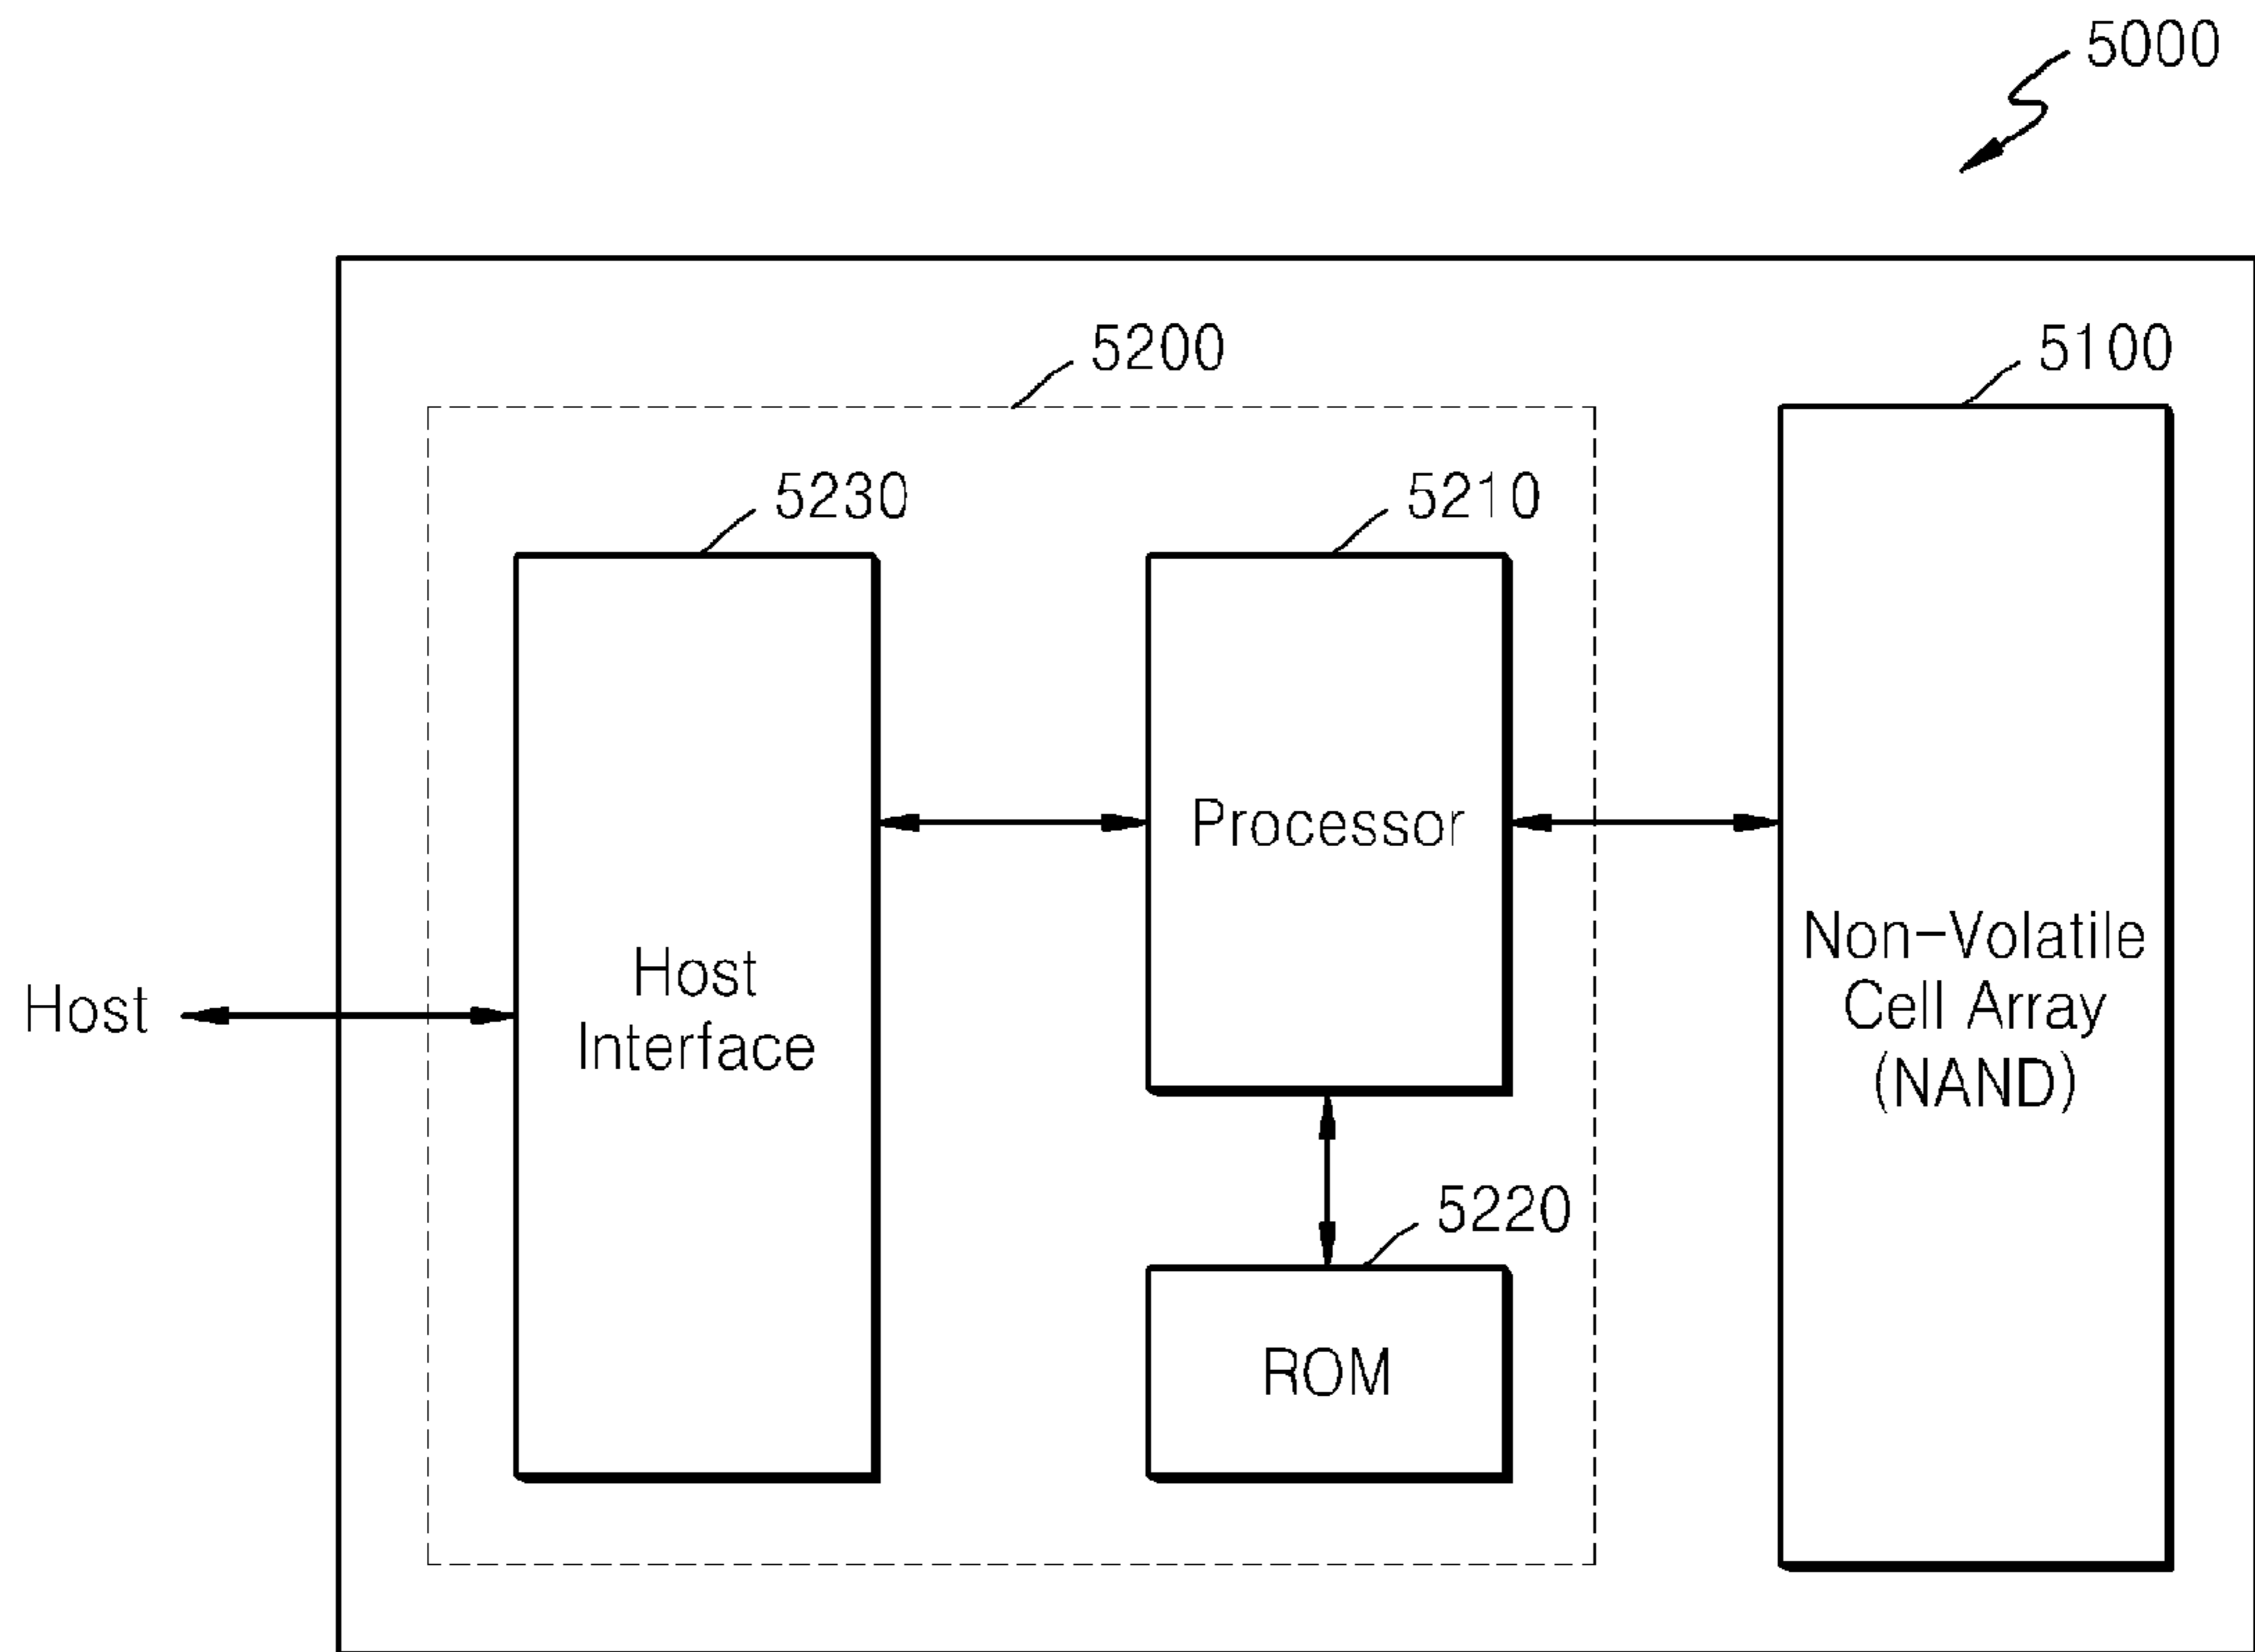 5000
5200
5100
5230
5210
Processor
Host
Host
Interface
Non-Volatile
Cell Array
(NAND)
5220
ROM